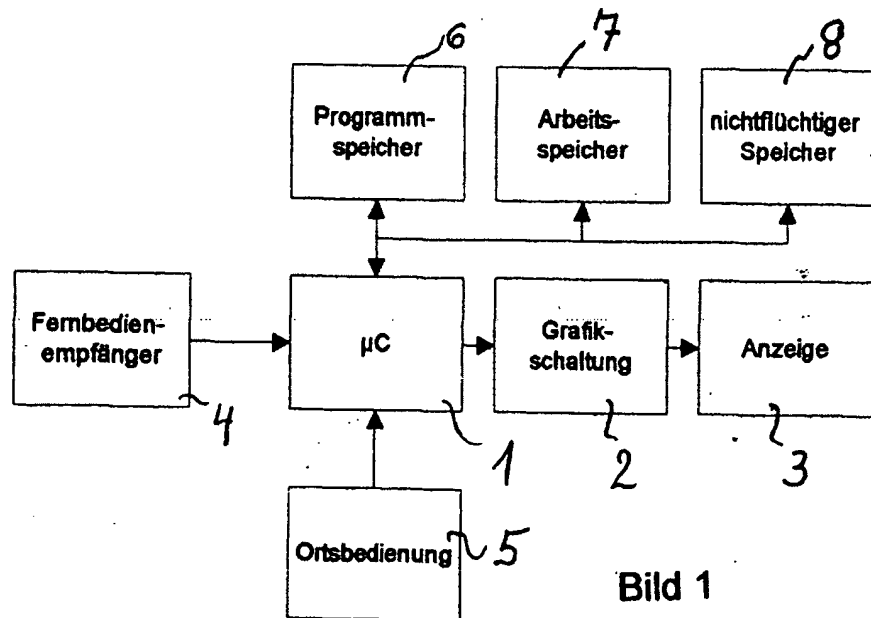 6
7
8
Programm-
speicher
Arbeits-
speicher
nichtflüchtiger
Speicher
Fernbedien-
empfänger
µC
Grafik-
schaltung
Anzeige
4
1
2
3
Ortsbedienung
5
Bild 1